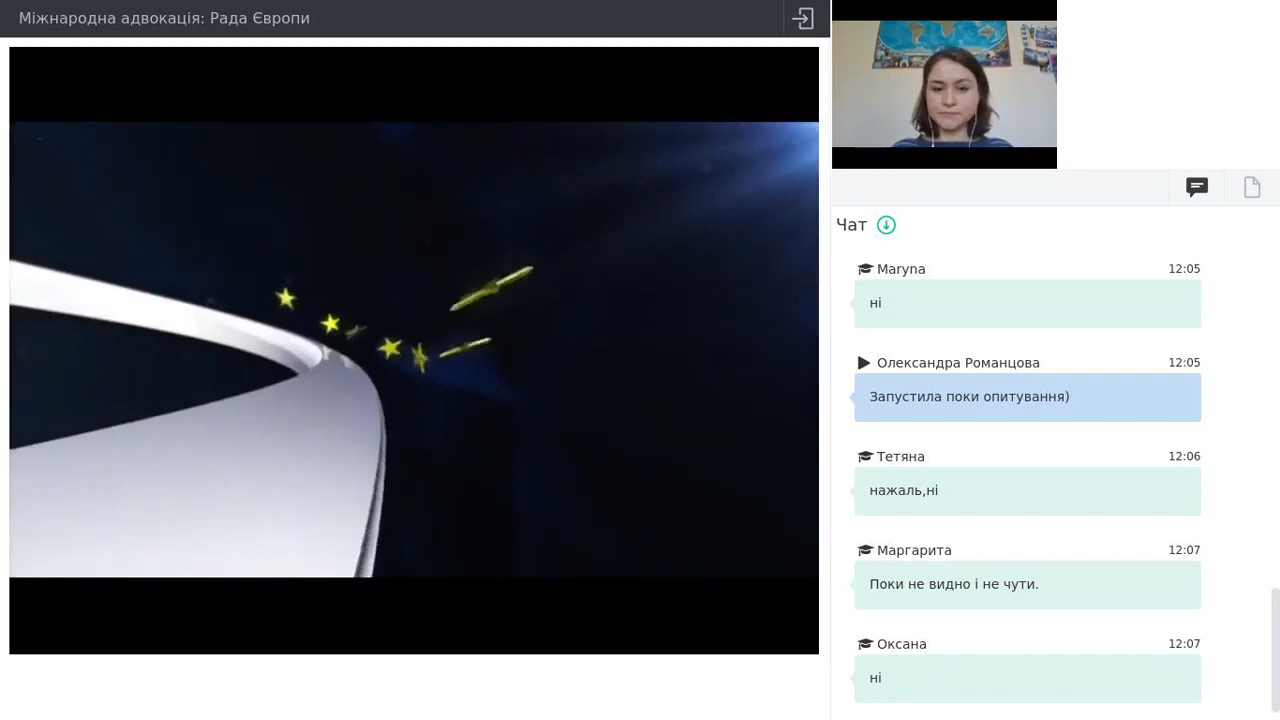 Міжнародна адвокація: Рада Європи
Чат
Maryna 12:05
ні
Олександра Романцова 12:05
Запустила поки опитування)
Тетяна 12:06
нажаль,ні
Маргарита 12:07
Поки не видно і не чути.
Оксана 12:07
ні